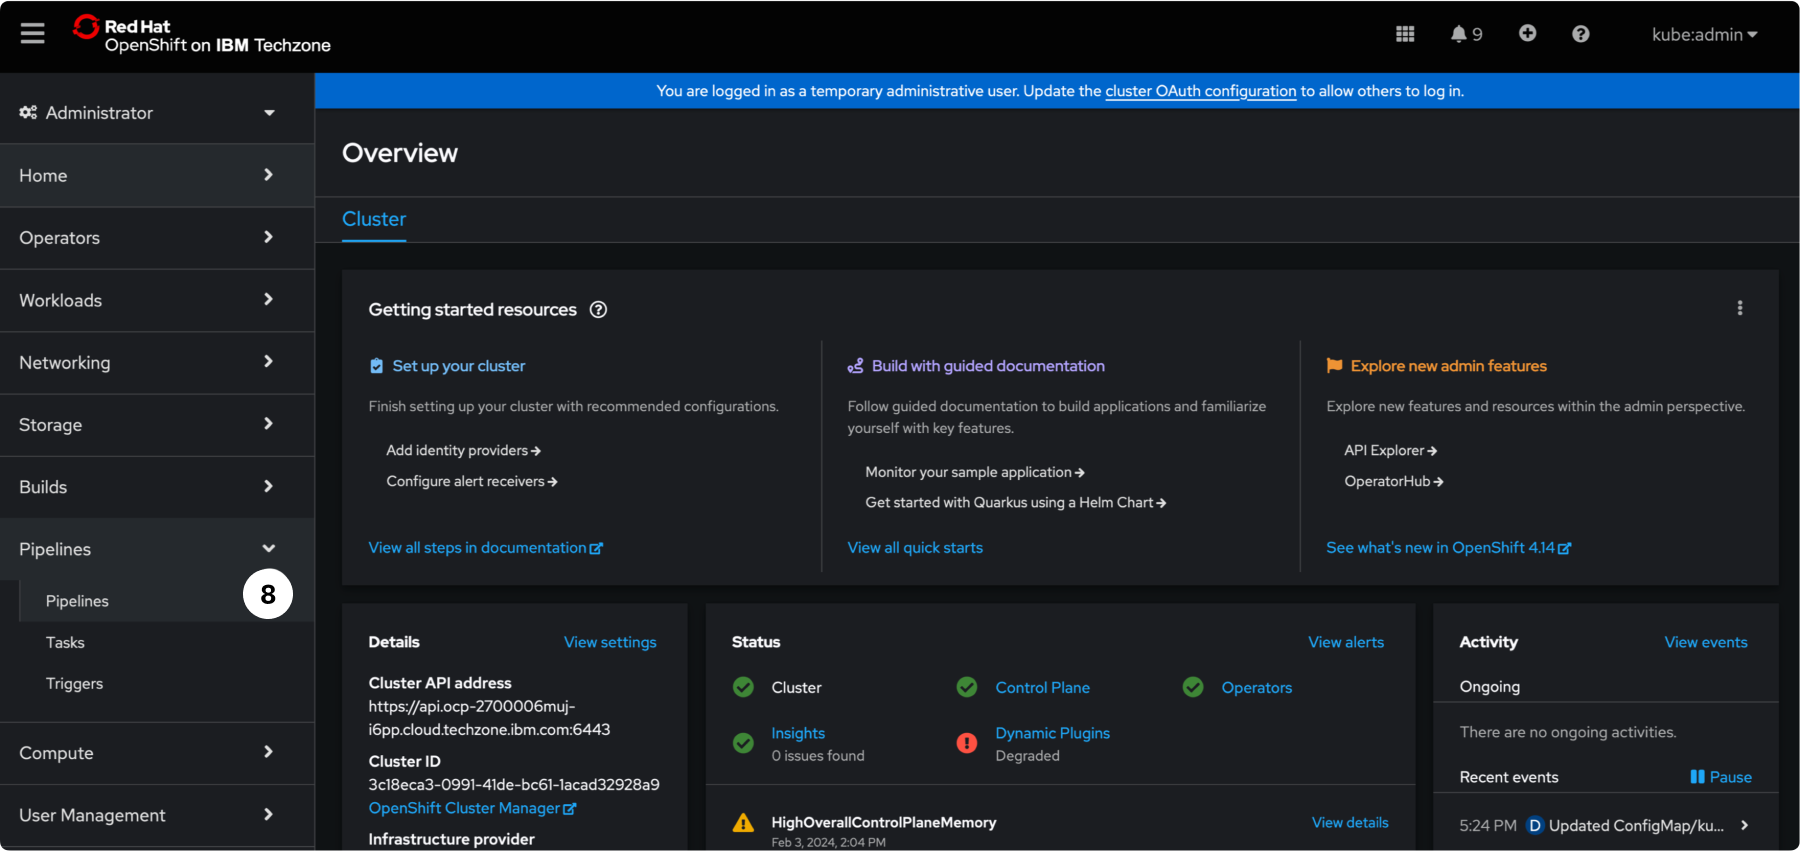 Red Hat
OpenShift on IBM Techzone
9
kube:admin
Administrator
Home
Operators
Workloads
Networking
Storage
Builds
Pipelines
Pipelines
8
Tasks
Triggers
Compute
User Management
You are logged in as a temporary administrative user. Update the cluster OAuth configuration to allow others to log in.
Overview
Cluster
Getting started resources
Set up your cluster
Finish setting up your cluster with recommended configurations.
Add identity providers
Configure alert receivers
View all steps in documentation
Build with guided documentation
Follow guided documentation to build applications and familiarize
yourself with key features.
Monitor your sample application
Get started with Quarkus using a Helm Chart
View all quick starts
Explore new admin features
Explore new features and resources within the admin perspective.
API Explorer
OperatorHub
See what's new in OpenShift 4.14
Details
View settings
Cluster API address
https://api.ocp-2700006muj-
i6pp.cloud.techzone.ibm.com:6443
Cluster ID
3c18eca3-0991-41de-bc61-1acad32928a9
OpenShift Cluster Manager
Infrastructure provider
Status
View alerts
Cluster
Control Plane
Operators
Insights
0 issues found
Dynamic Plugins
Degraded
HighOverallControlPlaneMemory
View details
Feb 3, 2024, 2:04 PM
Activity
View events
Ongoing
There are no ongoing activities.
Recent events
Pause
5:24 PM D Updated ConfigMap/ku...